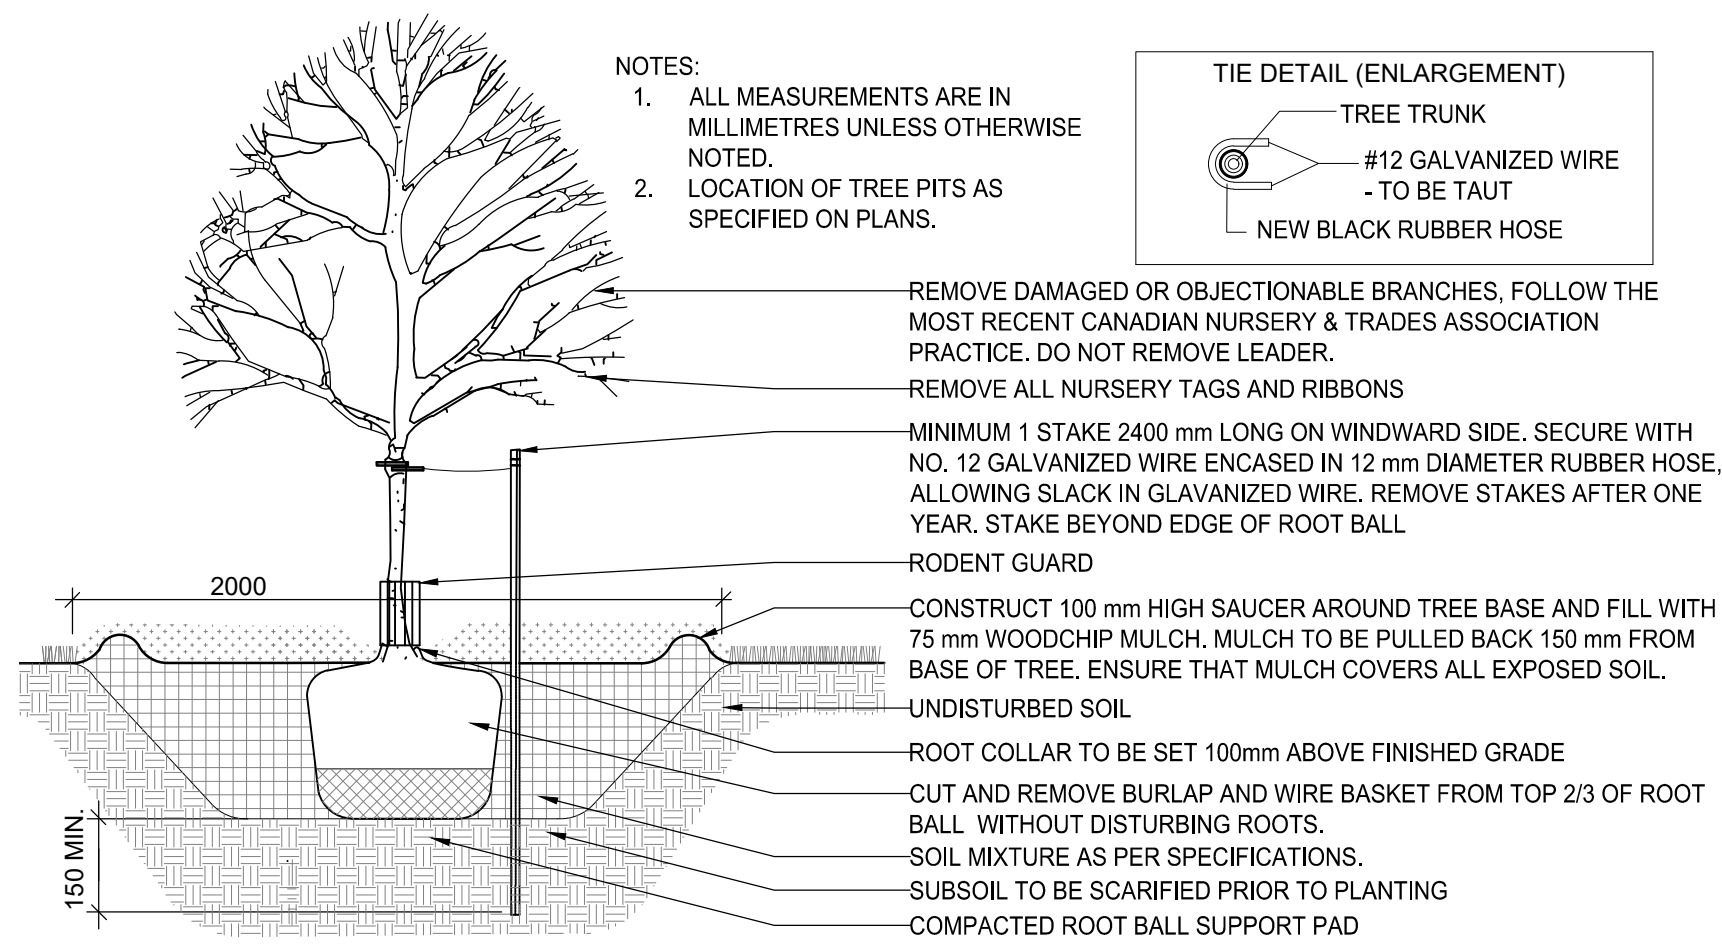 NOTES:
1. ALL MEASUREMENTS ARE IN
MILLIMETRES UNLESS OTHERWISE
NOTED.
2. LOCATION OF TREE PITS AS
SPECIFIED ON PLANS.
TIE DETAIL (ENLARGEMENT)
TREE TRUNK
#12 GALVANIZED WIRE
- TO BE TAUT
NEW BLACK RUBBER HOSE
REMOVE DAMAGED OR OBJECTIONABLE BRANCHES, FOLLOW THE
MOST RECENT CANADIAN NURSERY & TRADES ASSOCIATION
PRACTICE. DO NOT REMOVE LEADER.
REMOVE ALL NURSERY TAGS AND RIBBONS
MINIMUM 1 STAKE 2400 mm LONG ON WINDWARD SIDE. SECURE WITH
NO. 12 GALVANIZED WIRE ENCASED IN 12 mm DIAMETER RUBBER HOSE,
ALLOWING SLACK IN GLAVANIZED WIRE. REMOVE STAKES AFTER ONE
YEAR. STAKE BEYOND EDGE OF ROOT BALL
RODENT GUARD
2000
CONSTRUCT 100 mm HIGH SAUCER AROUND TREE BASE AND FILL WITH
75 mm WOODCHIP MULCH. MULCH TO BE PULLED BACK 150 mm FROM
BASE OF TREE. ENSURE THAT MULCH COVERS ALL EXPOSED SOIL.
UNDISTURBED SOIL
ROOT COLLAR TO BE SET 100mm ABOVE FINISHED GRADE
CUT AND REMOVE BURLAP AND WIRE BASKET FROM TOP 2/3 OF ROOT
BALL WITHOUT DISTURBING ROOTS.
SOIL MIXTURE AS PER SPECIFICATIONS.
SUBSOIL TO BE SCARIFIED PRIOR TO PLANTING
COMPACTED ROOT BALL SUPPORT PAD
150 MIN.